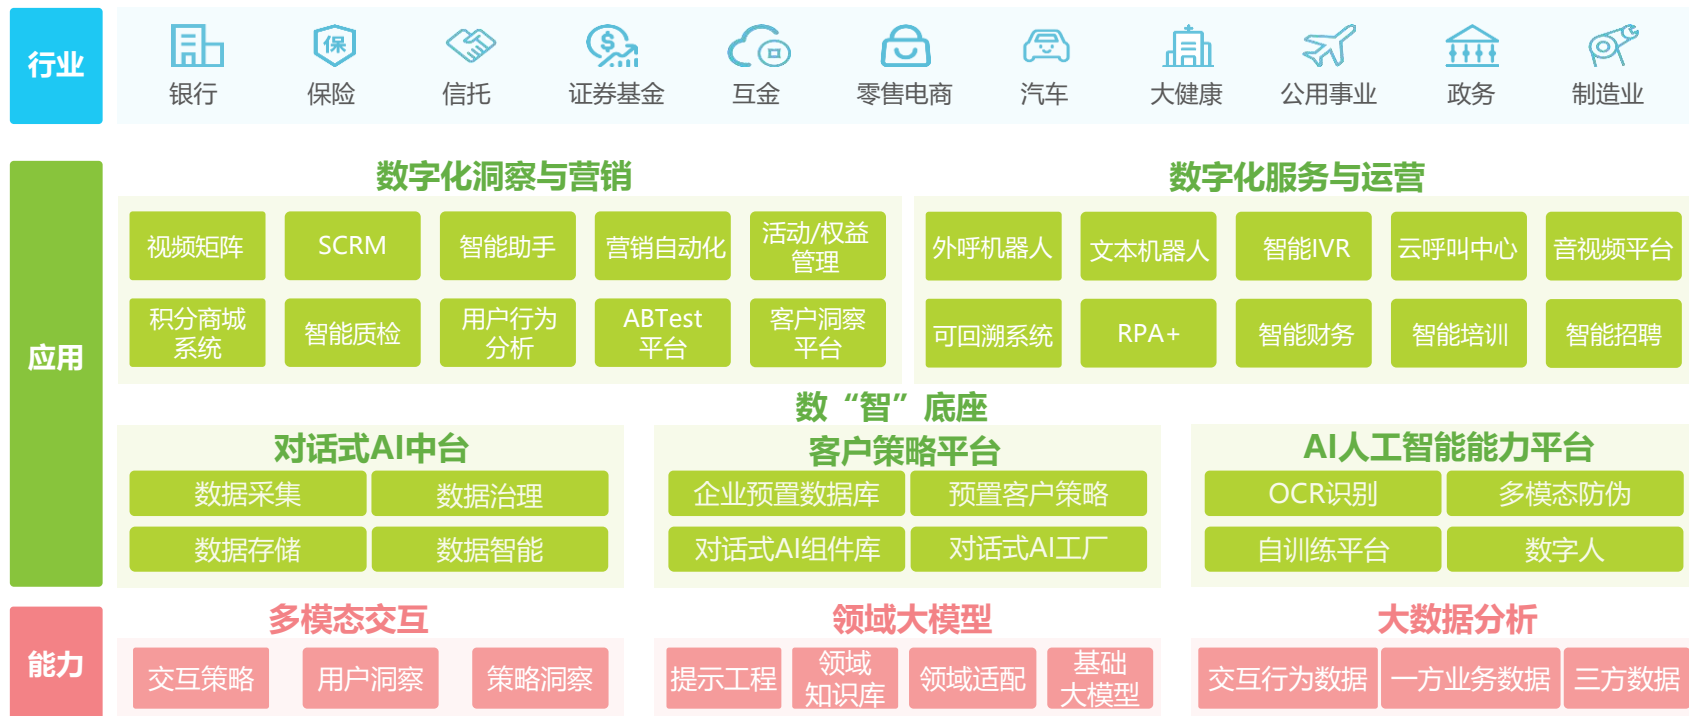 行业
保
$
银行
保险
信托
证券基金
互金
零售电商
汽车
大健康
公用事业
政务
制造业
应用
数字化洞察与营销
视频矩阵
SCRM
智能助手
营销自动化
活动/权益
管理
积分商城
系统
智能质检
用户行为
分析
ABTest
平台
客户洞察
平台
数字化服务与运营
外呼机器人
文本机器人
智能IVR
云呼叫中心
音视频平台
可回溯系统
RPA+
智能财务
智能培训
智能招聘
数“智”底座
对话式AI中台
数据采集
数据治理
数据存储
数据智能
客户策略平台
企业预置数据库
预置客户策略
对话式AI组件库
对话式AI工厂
AI人工智能能力平台
OCR识别
多模态防伪
自训练平台
数字人
能力
多模态交互
交互策略
用户洞察
策略洞察
领域大模型
提示工程
领域
知识库
领域适配
基础
大模型
大数据分析
交互行为数据
一方业务数据
三方数据